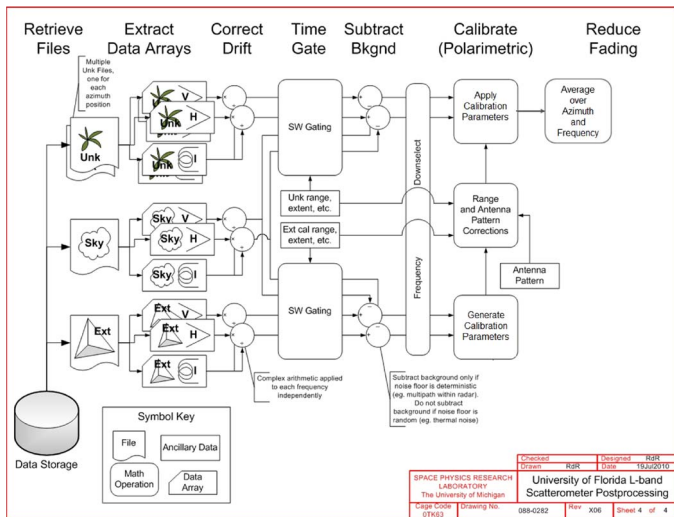 Retrieve
Files
Extract
Data Arrays
Correct
Drift
Time
Gate
Subtract
Bkgnd
Calibrate
(Polarimetric)
Reduce
Fading
Multiple
Unk Files,
one for
each
azimuth
position
Unk
V
H
Unk
I
SW Gating
Apply
Calibration
Parameters
Average
over
Azimuth
and
Frequency
Downselect
Unk range,
extent, etc.
Ext cal range,
extent, etc.
Range
and Antenna
Pattern
Corrections
Sky
Sky
V
Sky
H
Sky
I
Antenna
Pattern
SW Gating
Frequency
Generate
Calibration
Parameters
Ext
Ext
V
Ext
H
Ext
I
Complex arithmetic applied
to each frequency
independently
Subtract background only if
noise floor is deterministic
(eg. multipath within radar).
Do not subtract
background if noise floor is
random (eg. thermal noise)
Data Storage
Symbol Key
File
Ancillary Data
Math
Operation
Data
Array
Checked
Designed RdR
Drawn RdR
Date 19Jul2010
SPACE PHYSICS RESEARCH
LABORATORY
The University of Michigan
University of Florida L-band
Scatterometer Postprocessing
Cage Code
0TK63
Drawing No.
088-0282
Rev X06
Sheet 4 of 4